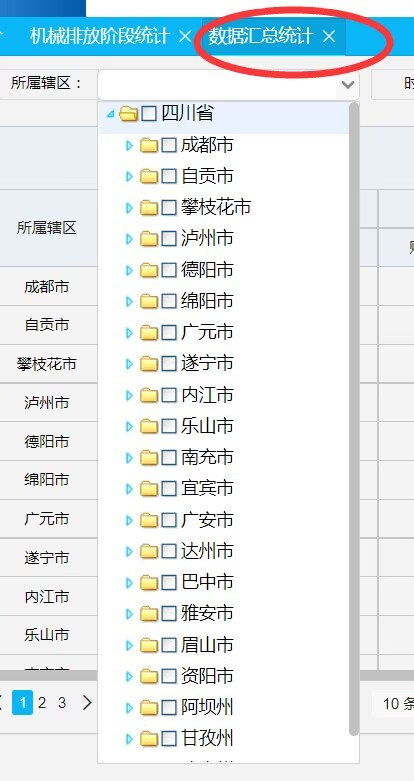 机械排放阶段统计 × 数据汇总统计 ×
所属辖区：
四川省
成都市
自贡市
攀枝花市
泸州市
德阳市
绵阳市
广元市
遂宁市
内江市
乐山市
南充市
宜宾市
广安市
达州市
巴中市
雅安市
眉山市
资阳市
阿坝州
甘孜州
所属辖区
成都市
自贡市
攀枝花市
泸州市
德阳市
绵阳市
广元市
遂宁市
内江市
乐山市
1 2 3
10 条